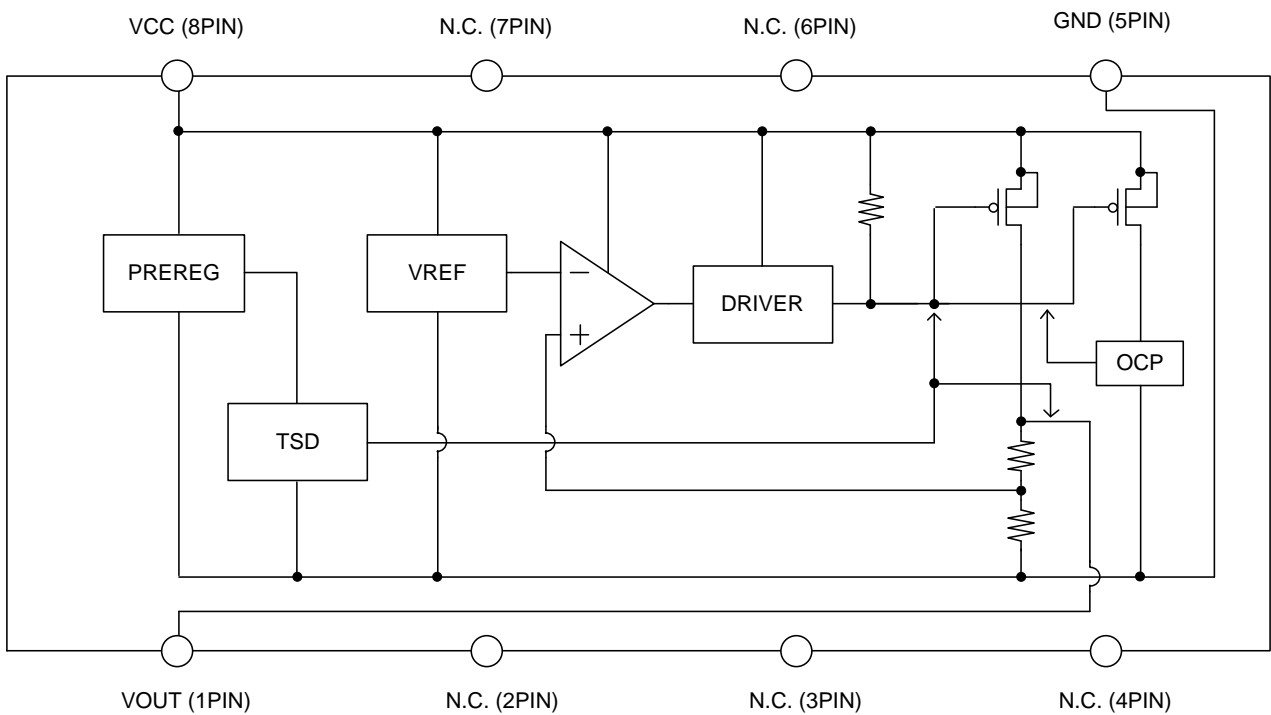 VCC (8PIN)
N.C. (7PIN)
N.C. (6PIN)
GND (5PIN)
PREREG
VREF
−
+
DRIVER
OCP
TSD
VOUT (1PIN)
N.C. (2PIN)
N.C. (3PIN)
N.C. (4PIN)